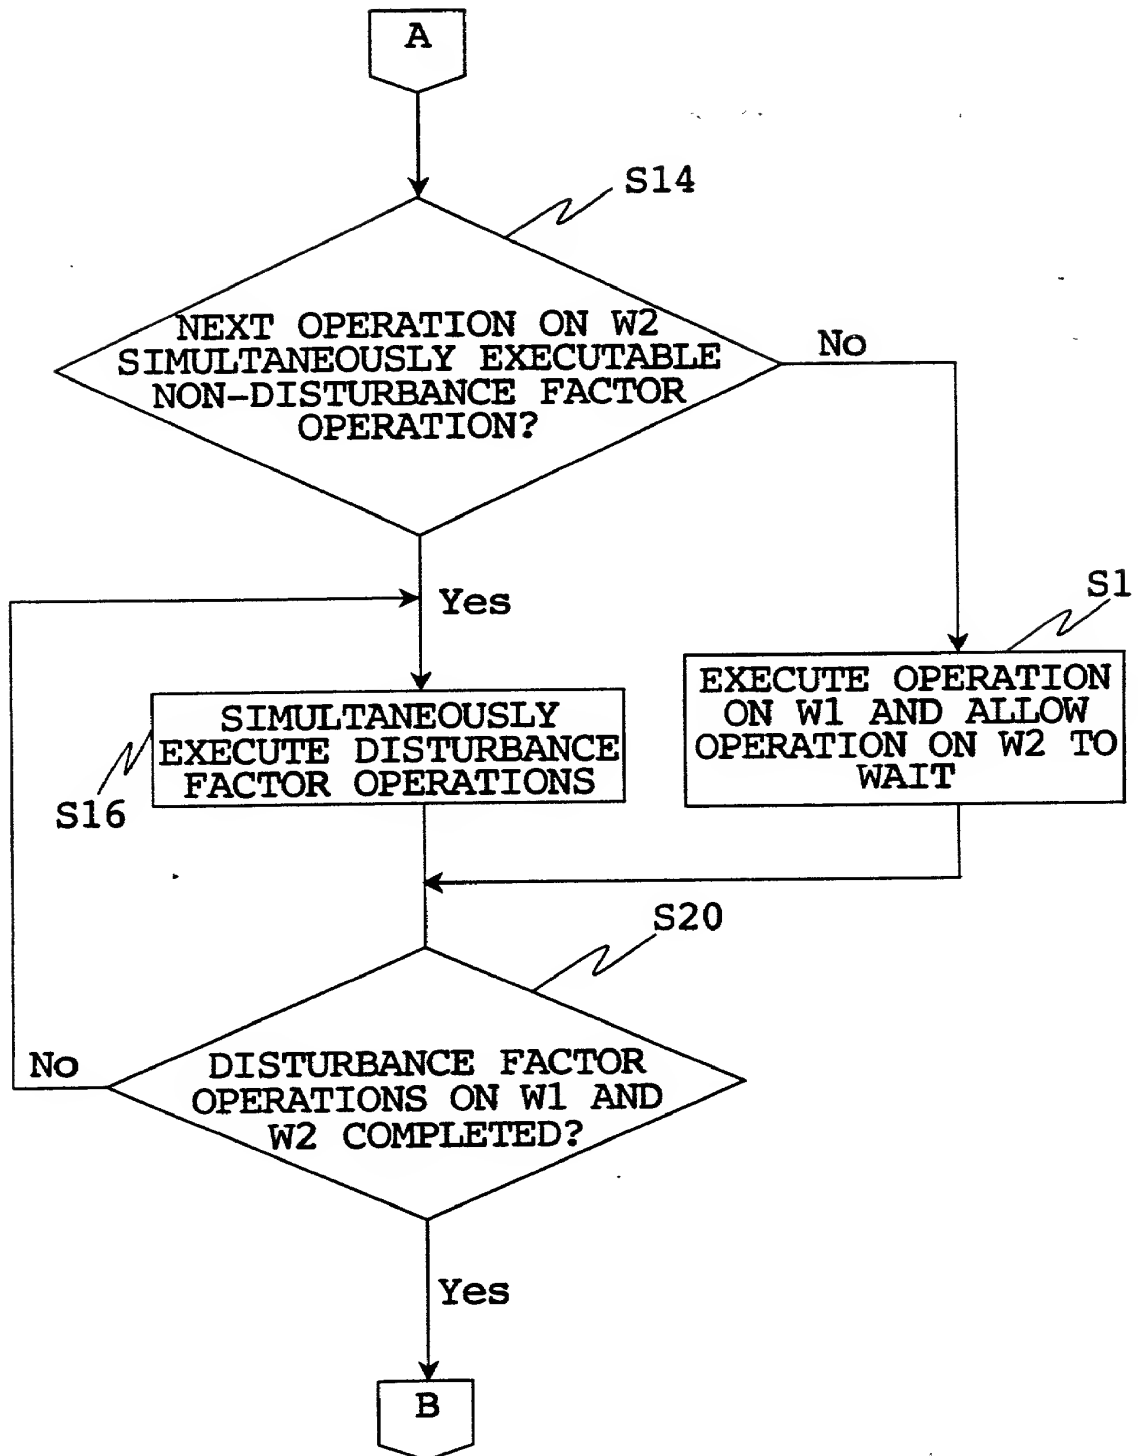 A
S14
NEXT OPERATION ON W2
SIMULTANEOUSLY EXECUTABLE
NON-DISTURBANCE FACTOR
OPERATION?
No
Yes
S1
SIMULTANEOUSLY
EXECUTE DISTURBANCE
FACTOR OPERATIONS
S16
EXECUTE OPERATION
ON W1 AND ALLOW
OPERATION ON W2 TO
WAIT
S20
DISTURBANCE FACTOR
OPERATIONS ON W1 AND
W2 COMPLETED?
No
Yes
B